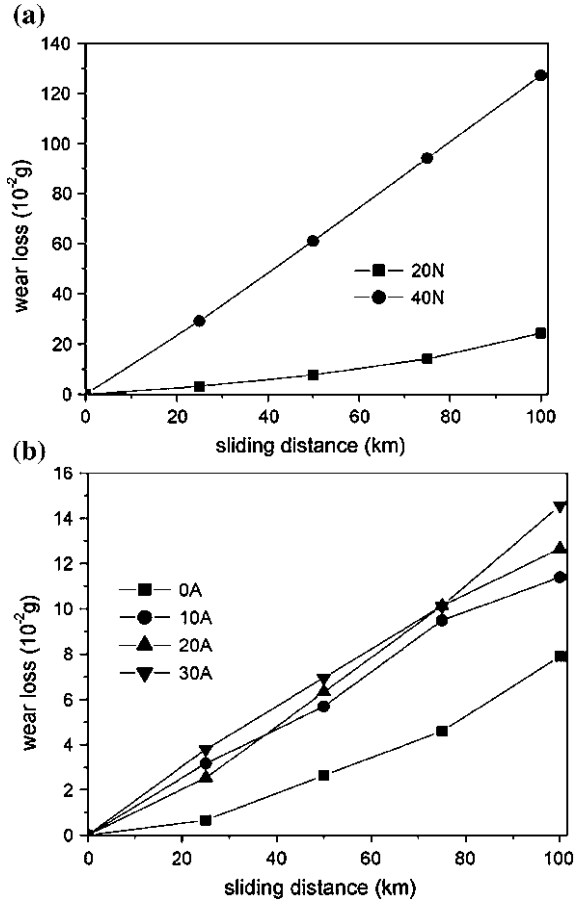 (a)
140
120
100
80
60
40
20
0
wear loss (10⁻²g)
20N
40N
0 20 40 60 80 100
sliding distance (km)
(b)
16
14
12
10
8
6
4
2
0
wear loss (10⁻²g)
0A
10A
20A
30A
0 20 40 60 80 100
sliding distance (km)